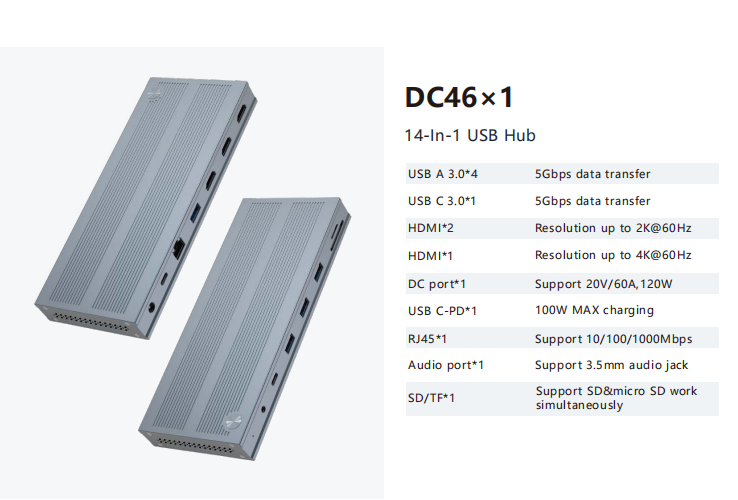 DC46×1
14-In-1 USB Hub
USB A 3.0*4 5Gbps data transfer
USB C 3.0*1 5Gbps data transfer
HDMI*2 Resolution up to 2K@60Hz
HDMI*1 Resolution up to 4K@60Hz
DC port*1 Support 20V/60A,120W
USB C-PD*1 100W MAX charging
RJ45*1 Support 10/100/1000Mbps
Audio port*1 Support 3.5mm audio jack
SD/TF*1 Support SD&micro SD work
simultaneously